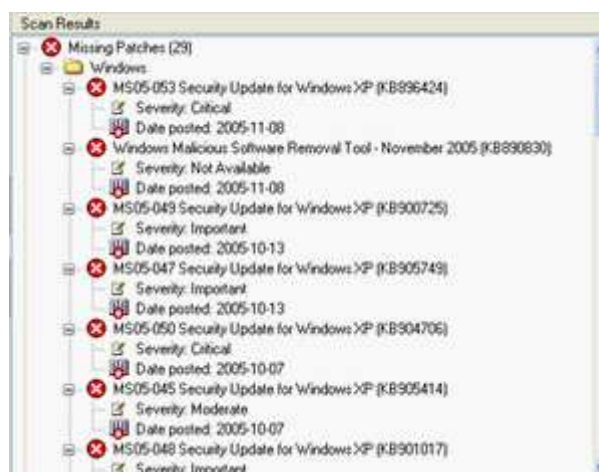 Scan Results
Missing Patches (29)
Windows
MS05-053 Security Update for Windows XP (KB896424)
Severity: Critical
Date posted: 2005-11-08
Windows Malicious Software Removal Tool - November 2005 (KB890830)
Severity: Not Available
Date posted: 2005-11-08
MS05-049 Security Update for Windows XP (KB900725)
Severity: Important
Date posted: 2005-10-13
MS05-047 Security Update for Windows XP (KB905749)
Severity: Important
Date posted: 2005-10-13
MS05-050 Security Update for Windows XP (KB904706)
Severity: Critical
Date posted: 2005-10-07
MS05-045 Security Update for Windows XP (KB905414)
Severity: Moderate
Date posted: 2005-10-07
MS05-048 Security Update for Windows XP (KB901017)
Severity: Important